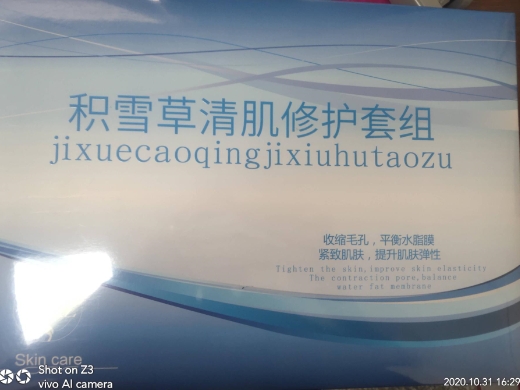 积雪草清肌修护套组
jixuecaoqingjixiuhutaozu
收缩毛孔，平衡水脂膜
紧致肌肤，提升肌肤弹性
Tighten the skin,improve skin elasticity
The contraction pore,balance
water fat membrane
Skin care
Shot on Z3
vivo AI camera
2020.10.31 16:29